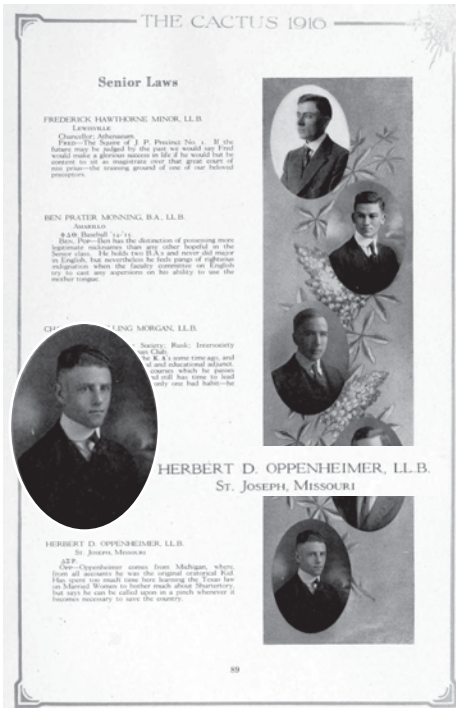 THE CACTUS 1916
Senior Laws
FREDERICK HAWTHORNE MINOR, LL.B.
LEWISVILLE
Chancellor; Athenaeum.
FRED—The Squire of J. P. Precinct No. 1. If the
future may be judged by the past we would say Fred
would make a glorious success in life if he would but be
content to sit as magistrate over that great court of
nisi prius—the training ground of one of our beloved
preceptors.
BEN PRATER MONNING, B.A., LL.B.
AMARILLO
ΦΔΘ Baseball '14-'15.
BEN, POP—Ben has the distinction of possessing more
legitimate nicknames than any other hopeful in the
Senior class. He holds two B.A.s and never did major
in English, but nevertheless he feels pangs of righteous
indignation when the faculty committee on English
try to cast any aspersions on his ability to use the
mother tongue.
LING MORGAN, LL.B.
Society; Rusk; Intersociety
Club.
the K A's some time ago, and
and educational adjunct.
courses which he passes
and still has time to lead
only one bad habit—he
HERBERT D. OPPENHEIMER, LL.B.
ST. JOSEPH, MISSOURI
HERBERT D. OPPENHEIMER, LL.B.
ST. JOSEPH, MISSOURI
OPP—Oppenheimer comes from Michigan, where,
from all accounts he was the original oratorical Kid.
Has spent too much time here learning the Texas law
on Married Women to bother much about
but says he can be called upon in a pinch whenever it
becomes necessary to save the country.
89